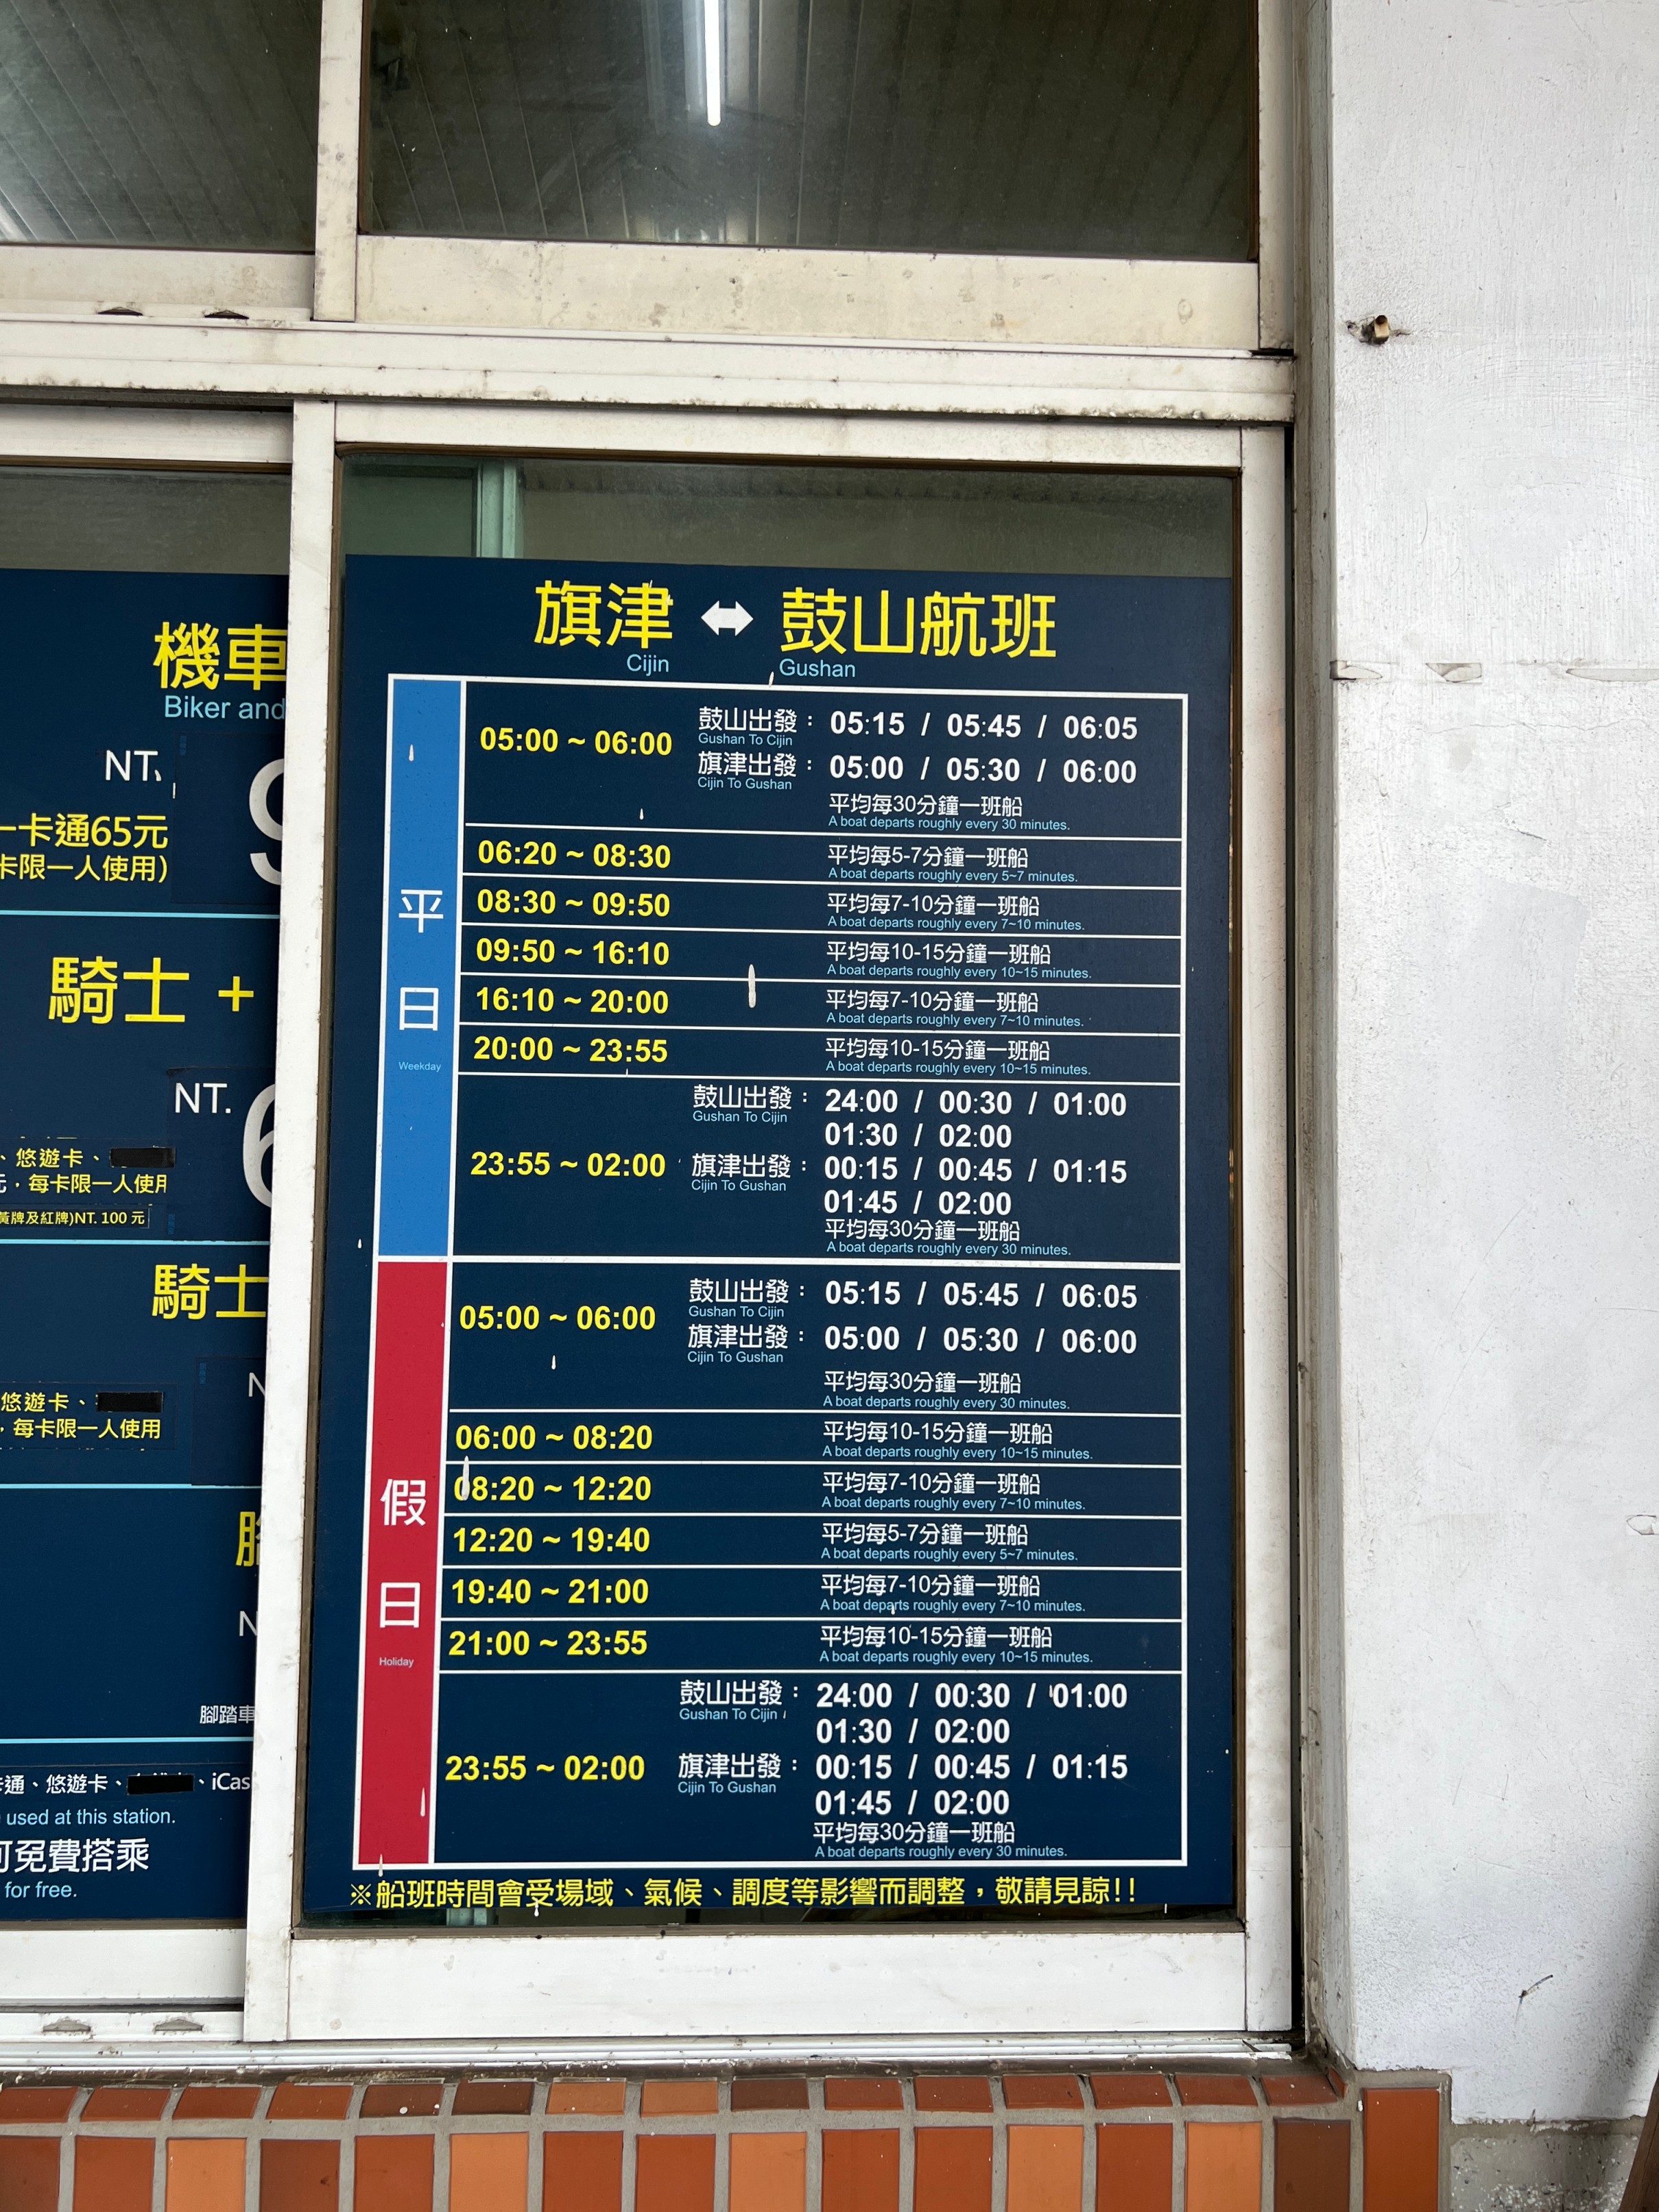 機車
Biker and
NT.
一卡通65元
卡限一人使用)
騎士 +
NT.
、悠遊卡、
元，每卡限一人使用
黃牌及紅牌)NT. 100 元
騎士
悠遊卡、
，每卡限一人使用
腳踏車
卡通、悠遊卡、 、iCas
used at this station.
可免費搭乘
for free.
旗津 ⬌ 鼓山航班
Cijin Gushan
平日
Weekday
05:00 ~ 06:00
鼓山出發： 05:15 / 05:45 / 06:05
Gushan To Cijin
旗津出發： 05:00 / 05:30 / 06:00
Cijin To Gushan
平均每30分鐘一班船
A boat departs roughly every 30 minutes.
06:20 ~ 08:30 平均每5-7分鐘一班船
A boat departs roughly every 5~7 minutes.
08:30 ~ 09:50 平均每7-10分鐘一班船
A boat departs roughly every 7~10 minutes.
09:50 ~ 16:10 平均每10-15分鐘一班船
A boat departs roughly every 10~15 minutes.
16:10 ~ 20:00 平均每7-10分鐘一班船
A boat departs roughly every 7~10 minutes.
20:00 ~ 23:55 平均每10-15分鐘一班船
A boat departs roughly every 10~15 minutes.
23:55 ~ 02:00
鼓山出發： 24:00 / 00:30 / 01:00
Gushan To Cijin
01:30 / 02:00
旗津出發： 00:15 / 00:45 / 01:15
Cijin To Gushan
01:45 / 02:00
平均每30分鐘一班船
A boat departs roughly every 30 minutes.
假日
Holiday
05:00 ~ 06:00
鼓山出發： 05:15 / 05:45 / 06:05
Gushan To Cijin
旗津出發： 05:00 / 05:30 / 06:00
Cijin To Gushan
平均每30分鐘一班船
A boat departs roughly every 30 minutes.
06:00 ~ 08:20 平均每10-15分鐘一班船
A boat departs roughly every 10~15 minutes.
08:20 ~ 12:20 平均每7-10分鐘一班船
A boat departs roughly every 7~10 minutes.
12:20 ~ 19:40 平均每5-7分鐘一班船
A boat departs roughly every 5~7 minutes.
19:40 ~ 21:00 平均每7-10分鐘一班船
A boat departs roughly every 7~10 minutes.
21:00 ~ 23:55 平均每10-15分鐘一班船
A boat departs roughly every 10~15 minutes.
23:55 ~ 02:00
鼓山出發： 24:00 / 00:30 / 01:00
Gushan To Cijin
01:30 / 02:00
旗津出發： 00:15 / 00:45 / 01:15
Cijin To Gushan
01:45 / 02:00
平均每30分鐘一班船
A boat departs roughly every 30 minutes.
※船班時間會受場域、氣候、調度等影響而調整，敬請見諒!!